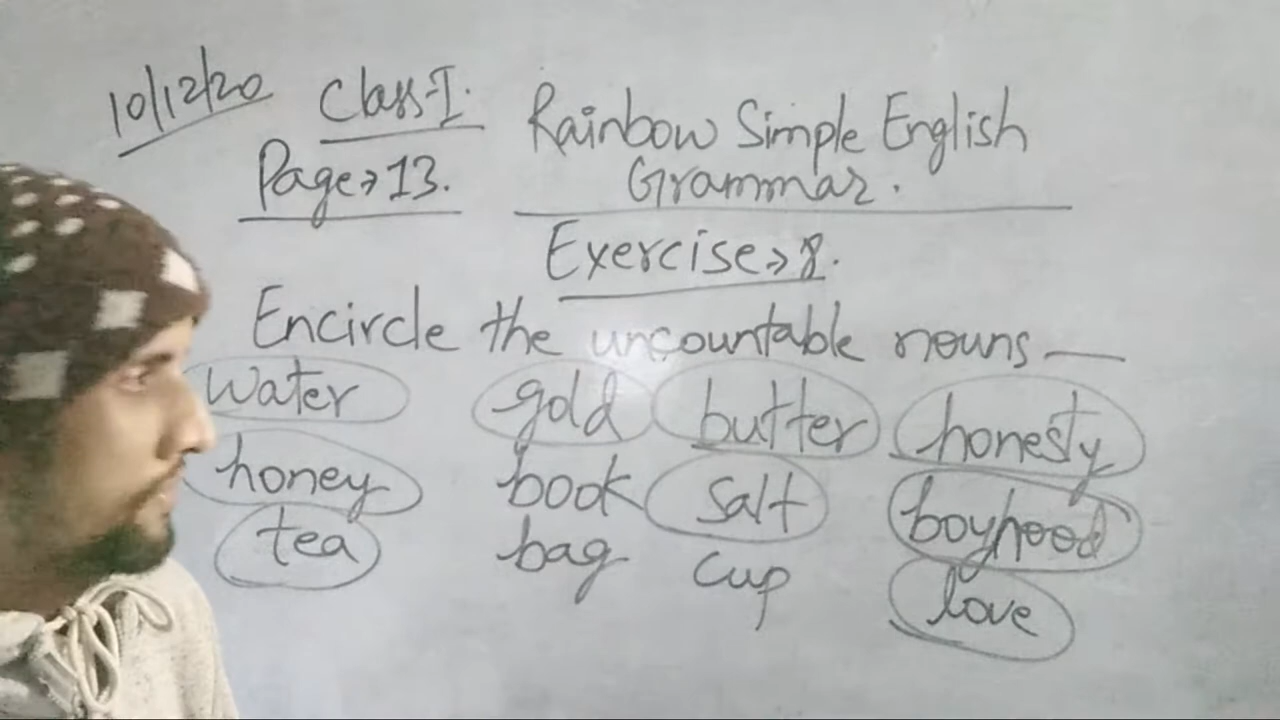 10/12/20 Class-I. Rainbow Simple English
Page→13. Grammar.
Exercise→8.
Encircle the uncountable nouns —
water gold butter honesty
honey book salt boyhood
tea bag cup love